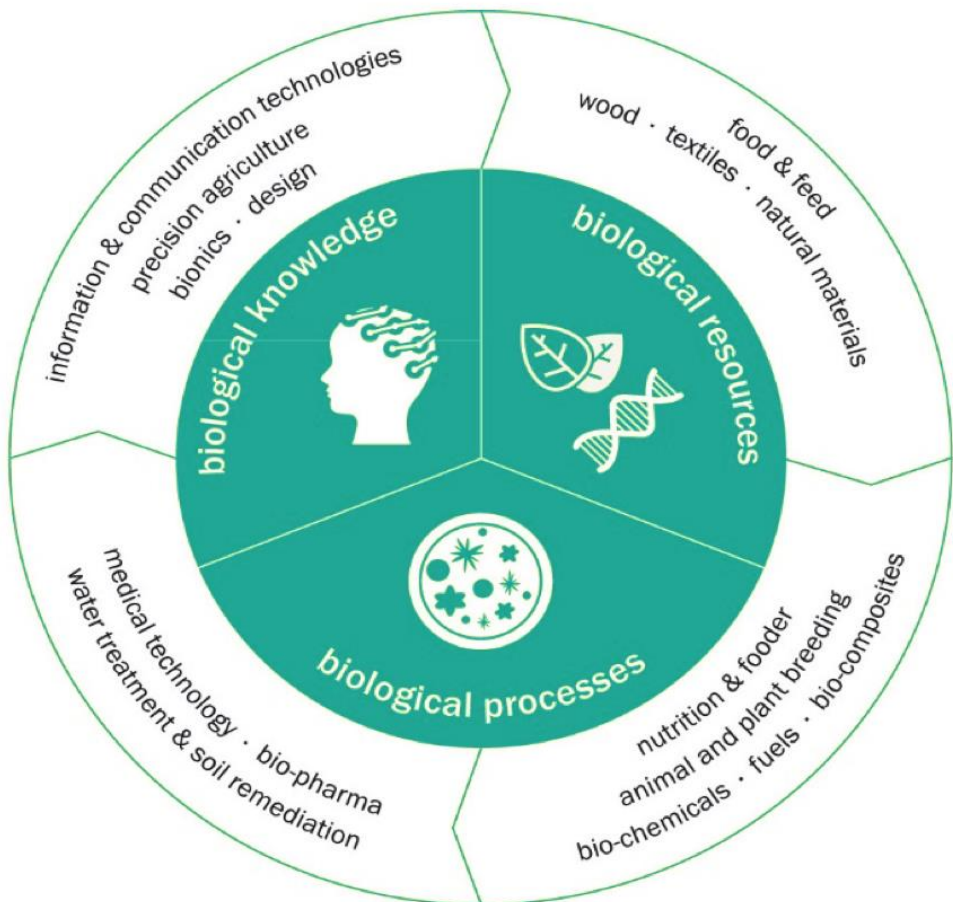 information & communication technologies
precision agriculture
bionics · design
biological knowledge
food & feed
wood · textiles · natural materials
biological resources
nutrition & fooder
animal and plant breeding
bio-chemicals · fuels · bio-composites
biological processes
medical technology · bio-pharma
water treatment & soil remediation